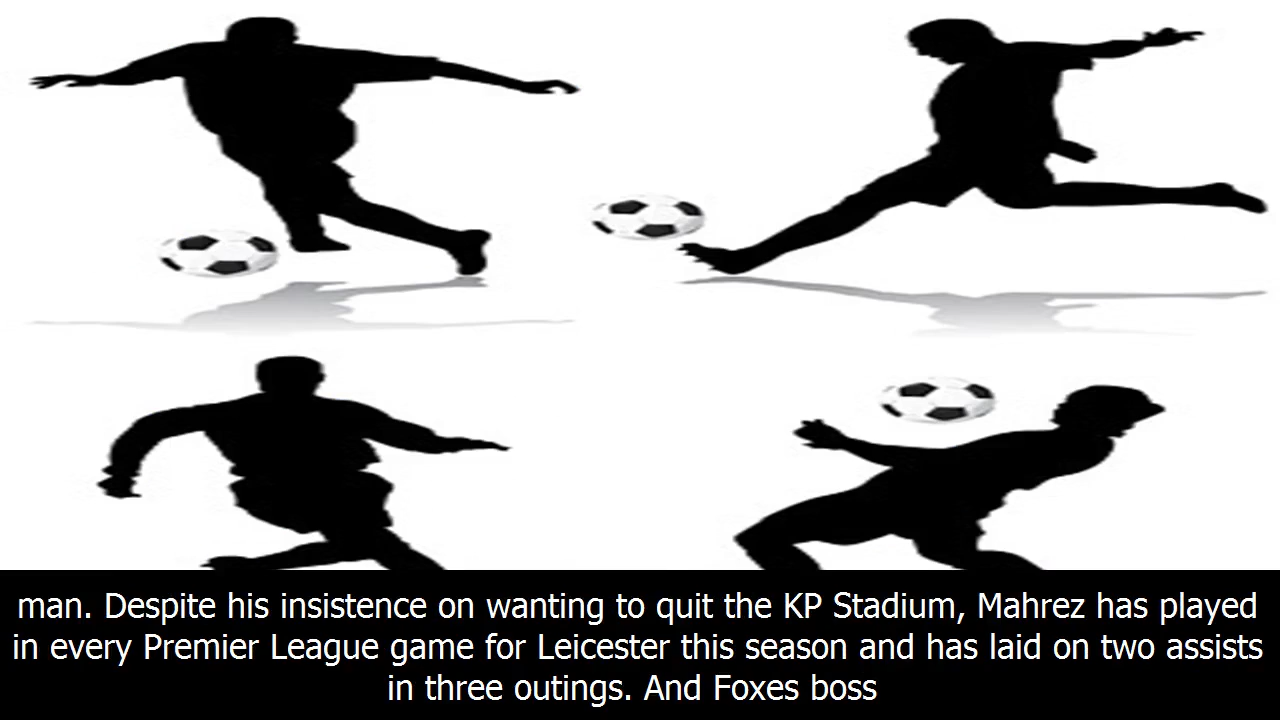 man. Despite his insistence on wanting to quit the KP Stadium, Mahrez has played
in every Premier League game for Leicester this season and has laid on two assists
in three outings. And Foxes boss